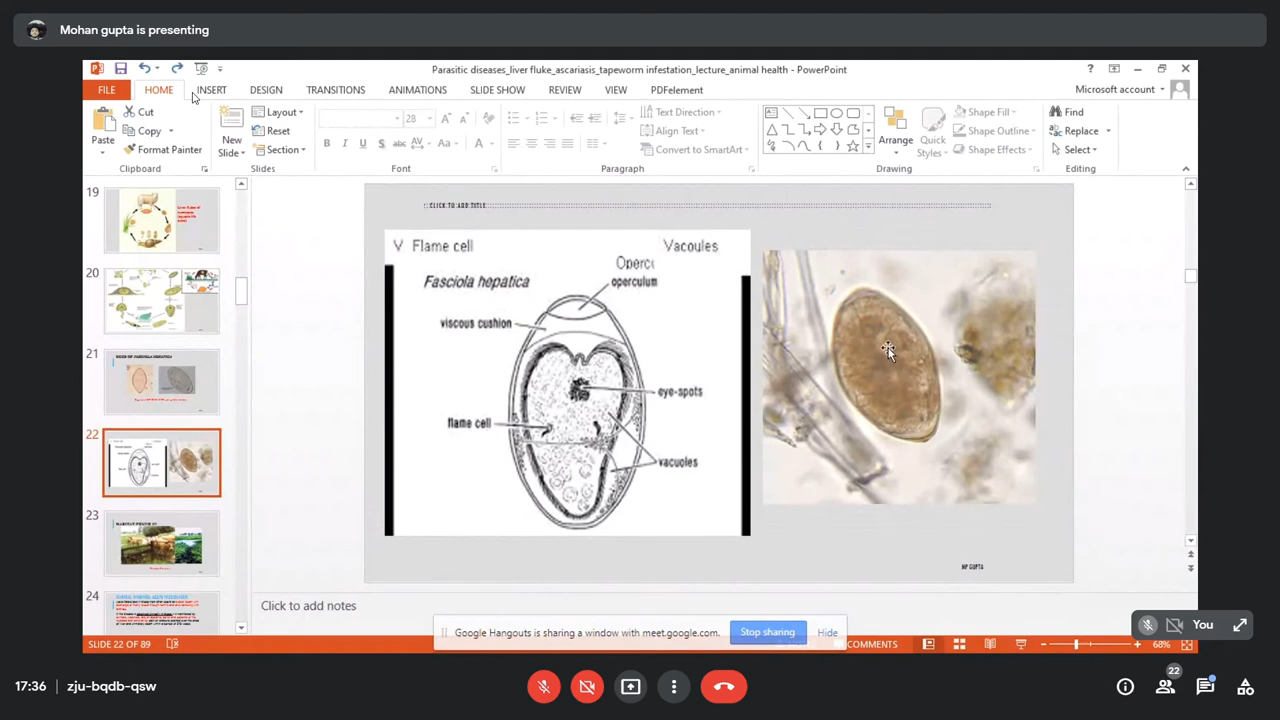 Mohan gupta is presenting
Parasitic diseases_liver fluke_ascariasis_tapeworm infestation_lecture_animal health - PowerPoint
FILE HOME INSERT DESIGN TRANSITIONS ANIMATIONS SLIDE SHOW REVIEW VIEW PDFelement Microsoft account
Paste
Cut
Copy
Format Painter
Clipboard
New Slide
Layout
Reset
Section
Slides
28
Font
Text Direction
Align Text
Convert to SmartArt
Paragraph
Arrange
Quick Styles
Shape Fill
Shape Outline
Shape Effects
Drawing
Find
Replace
Select
Editing
19
20
21
22
23
24
CLICK TO ADD TITLE
V Flame cell
Vacoules
Operc
Fasciola hepatica
operculum
viscous cushion
eye-spots
flame cell
vacuoles
MP GUPTA
Click to add notes
Google Hangouts is sharing a window with meet.google.com. Stop sharing Hide
SLIDE 22 OF 89
COMMENTS
68%
You
17:36 zju-bqdb-qsw
22